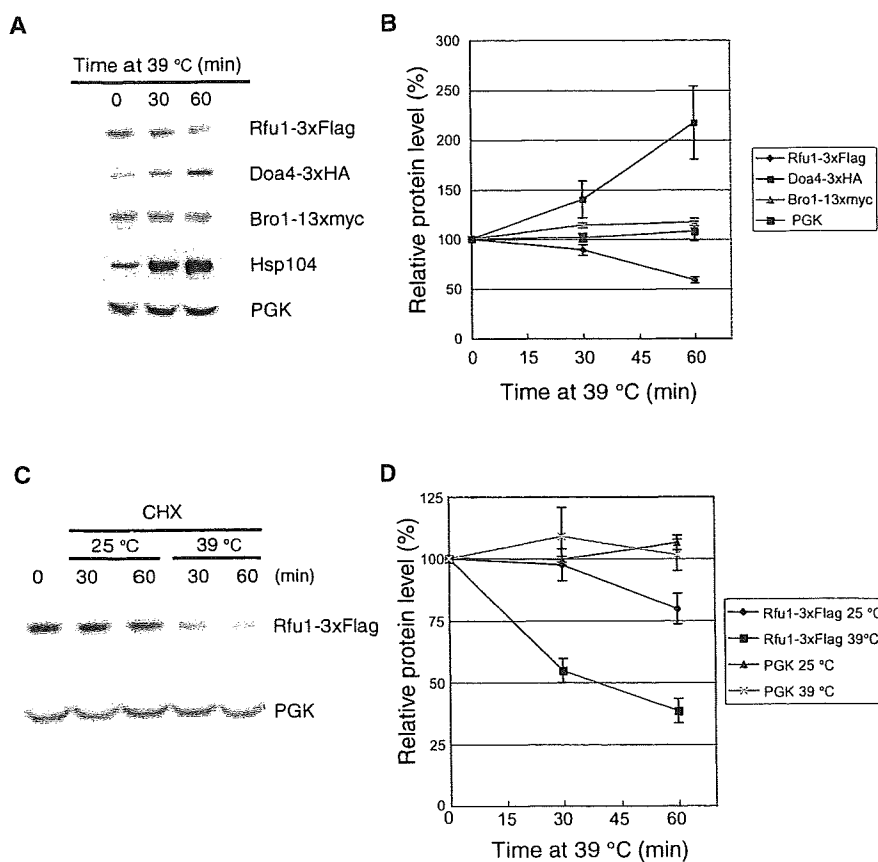 A
Time at 39 °C (min)
0 30 60
Rfu1-3xFlag
Doa4-3xHA
Bro1-13xmyc
Hsp104
PGK
B
Relative protein level (%)
300
250
200
150
100
50
0
0 15 30 45 60
Time at 39 °C (min)
Rfu1-3xFlag
Doa4-3xHA
Bro1-13xmyc
PGK
C
CHX
25 °C 39 °C
0 30 60 30 60 (min)
Rfu1-3xFlag
PGK
D
Relative protein level (%)
125
100
75
50
25
0
0 15 30 45 60
Time at 39 °C (min)
Rfu1-3xFlag 25 °C
Rfu1-3xFlag 39°C
PGK 25 °C
PGK 39 °C